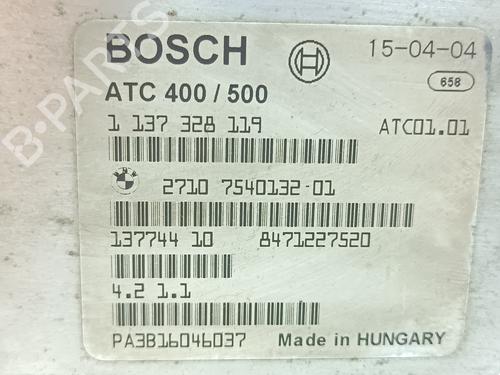 BOSCH
15-04-04
658
ATC 400 / 500
1 137 328 119
ATC01.01
2710 7540132-01
137744 10
8471227520
4.2 1.1
PA3B16046037
Made in HUNGARY
B-PARTS